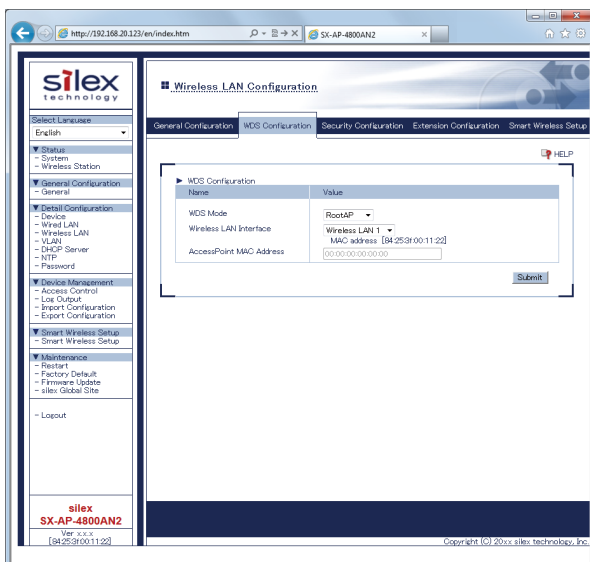 http://192.168.20.123/en/index.htm
SX-AP-4800AN2
silex
technology
Select Language
English
▼ Status
- System
- Wireless Station
▼ General Configuration
- General
▼ Detail Configuration
- Device
- Wired LAN
- Wireless LAN
- VLAN
- DHCP Server
- NTP
- Password
▼ Device Management
- Access Control
- Log Output
- Import Configuration
- Export Configuration
▼ Smart Wireless Setup
- Smart Wireless Setup
▼ Maintenance
- Restart
- Factory Default
- Firmware Update
- silex Global Site
- Logout
silex
SX-AP-4800AN2
Ver x.x.x
[84:25:3f:00:11:22]
Wireless LAN Configuration
General Configuration WDS Configuration Security Configuration Extension Configuration Smart Wireless Setup
HELP
WDS Configuration
Name Value
WDS Mode RootAP
Wireless LAN Interface Wireless LAN 1
MAC address [84:25:3f:00:11:22]
AccessPoint MAC Address 00:00:00:00:00:00
Submit
Copyright (C) 20xx silex technology, Inc.